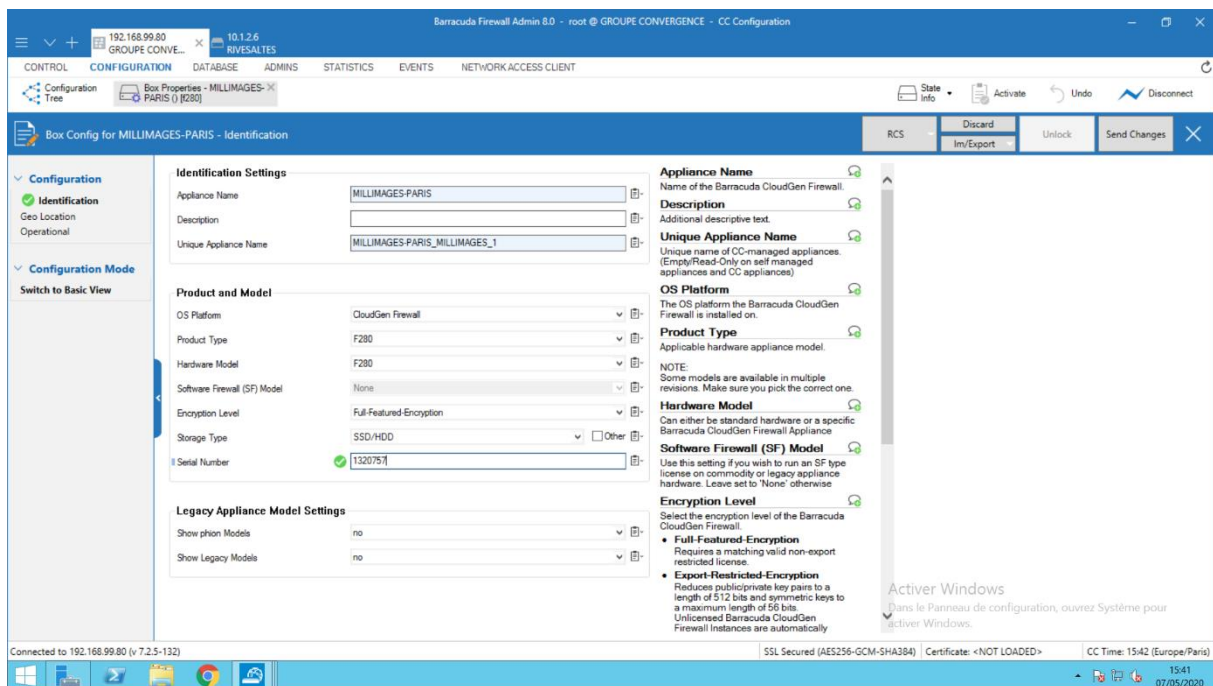 Barracuda Firewall Admin 8.0 - root @ GROUPE CONVERGENCE - CC Configuration
192.168.99.80
GROUPE CONVE...
10.1.2.6
RIVESALTES
CONTROL CONFIGURATION DATABASE ADMINS STATISTICS EVENTS NETWORK ACCESS CLIENT
Configuration Tree
Box Properties - MILLIMAGES-PARIS () [f280]
State Info
Activate
Undo
Disconnect
Box Config for MILLIMAGES-PARIS - Identification
RCS
Discard
Im/Export
Unlock
Send Changes
Configuration
Identification
Geo Location
Operational
Configuration Mode
Switch to Basic View
Identification Settings
Appliance Name MILLIMAGES-PARIS
Description
Unique Appliance Name MILLIMAGES-PARIS_MILLIMAGES_1
Product and Model
OS Platform CloudGen Firewall
Product Type F280
Hardware Model F280
Software Firewall (SF) Model None
Encryption Level Full-Featured-Encryption
Storage Type SSD/HDD Other
Serial Number 1320757
Legacy Appliance Model Settings
Show phion Models no
Show Legacy Models no
Appliance Name
Name of the Barracuda CloudGen Firewall.
Description
Additional descriptive text.
Unique Appliance Name
Unique name of CC-managed appliances.
(Empty/Read-Only on self managed
appliances and CC appliances)
OS Platform
The OS platform the Barracuda CloudGen
Firewall is installed on.
Product Type
Applicable hardware appliance model.
NOTE:
Some models are available in multiple
revisions. Make sure you pick the correct one.
Hardware Model
Can either be standard hardware or a specific
Barracuda CloudGen Firewall Appliance
Software Firewall (SF) Model
Use this setting if you wish to run an SF type
license on commodity or legacy appliance
hardware. Leave set to 'None' otherwise
Encryption Level
Select the encryption level of the Barracuda
CloudGen Firewall.
• Full-Featured-Encryption
Requires a matching valid non-export
restricted license.
• Export-Restricted-Encryption
Reduces public/private key pairs to a
length of 512 bits and symmetric keys to
a maximum length of 56 bits.
Unlicensed Barracuda CloudGen
Firewall Instances are automatically
Activer Windows
Dans le Panneau de configuration, ouvrez Système pour
activer Windows.
Connected to 192.168.99.80 (v 7.2.5-132)
SSL Secured (AES256-GCM-SHA384) Certificate: <NOT LOADED> CC Time: 15:42 (Europe/Paris)
15:41
07/05/2020